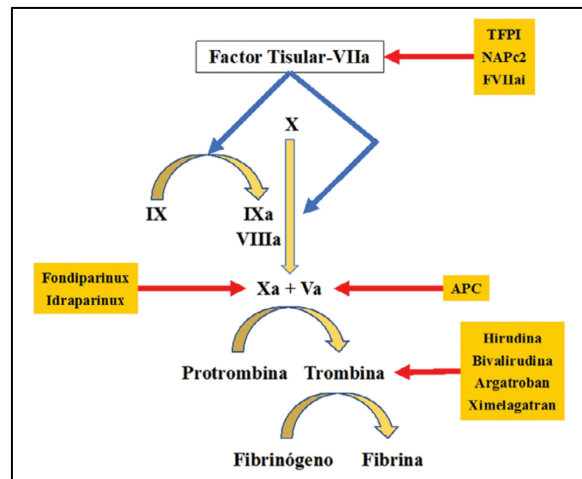 TFPI
NAPc2
FVIIai
Factor Tisular-VIIa
X
IX
IXa
VIIIa
Fondiparinux
Idraparinux
Xa + Va
APC
Hirudina
Bivalirudina
Argatroban
Ximelagatran
Protrombina
Trombina
Fibrinógeno
Fibrina